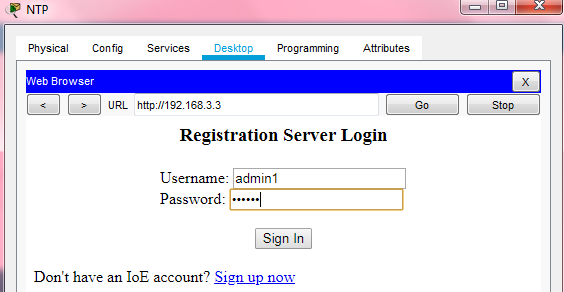 NTP
Physical Config Services Desktop Programming Attributes
Web Browser X
< > URL http://192.168.3.3 Go Stop
Registration Server Login
Username: admin1
Password: ••••••
Sign In
Don't have an IoE account? Sign up now